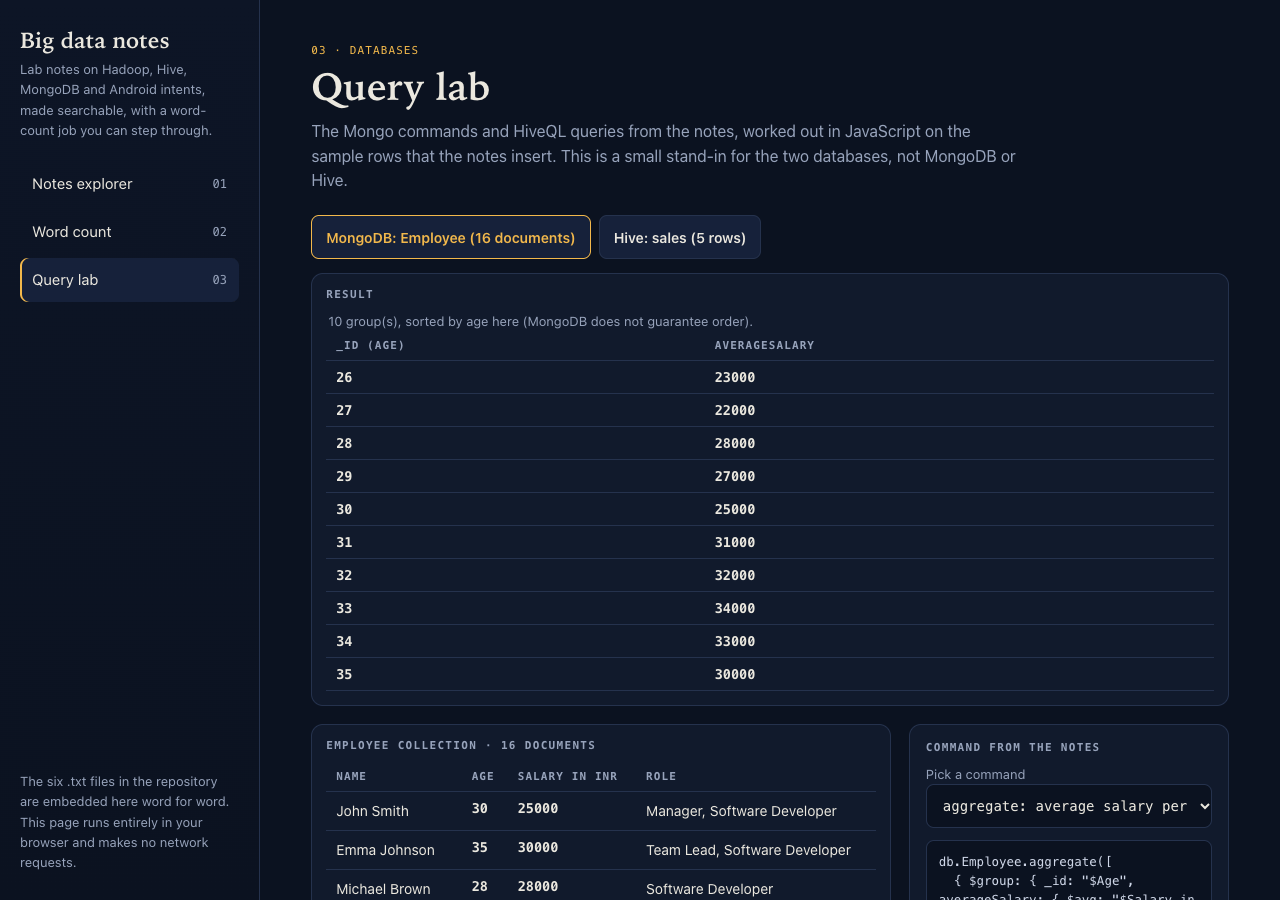 Big data notes
Lab notes on Hadoop, Hive,
MongoDB and Android intents,
made searchable, with a word-
count job you can step through.
Notes explorer 01
Word count 02
Query lab 03
The six .txt files in the repository
are embedded here word for word.
This page runs entirely in your
browser and makes no network
requests.
03 · DATABASES
Query lab
The Mongo commands and HiveQL queries from the notes, worked out in JavaScript on the
sample rows that the notes insert. This is a small stand-in for the two databases, not MongoDB or
Hive.
MongoDB: Employee (16 documents) Hive: sales (5 rows)
RESULT
10 group(s), sorted by age here (MongoDB does not guarantee order).
_ID (AGE) AVERAGESALARY
26 23000
27 22000
28 28000
29 27000
30 25000
31 31000
32 32000
33 34000
34 33000
35 30000
EMPLOYEE COLLECTION · 16 DOCUMENTS
NAME AGE SALARY IN INR ROLE
John Smith 30 25000 Manager, Software Developer
Emma Johnson 35 30000 Team Lead, Software Developer
Michael Brown 28 28000 Software Developer
COMMAND FROM THE NOTES
Pick a command
aggregate: average salary per
db.Employee.aggregate([
{ $group: { _id: "$Age",
averageSalary: { $avg: "$Salary in